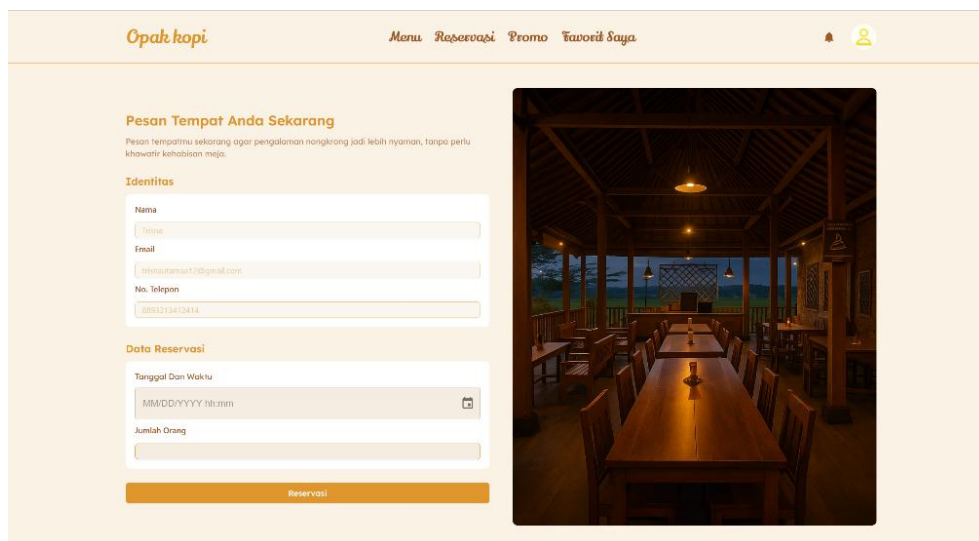 Opak kopi
Menu Reservasi Promo Favorit Saya
Pesan Tempat Anda Sekarang
Pesan tempatmu sekarang agar pengalaman nongkrong jadi lebih nyaman, tanpa perlu
khawatir kehabisan meja.
Identitas
Nama
Email
No. Telepon
Data Reservasi
Tanggal Dan Waktu
MM/DD/YYYY hh:mm
Jumlah Orang
Reservasi